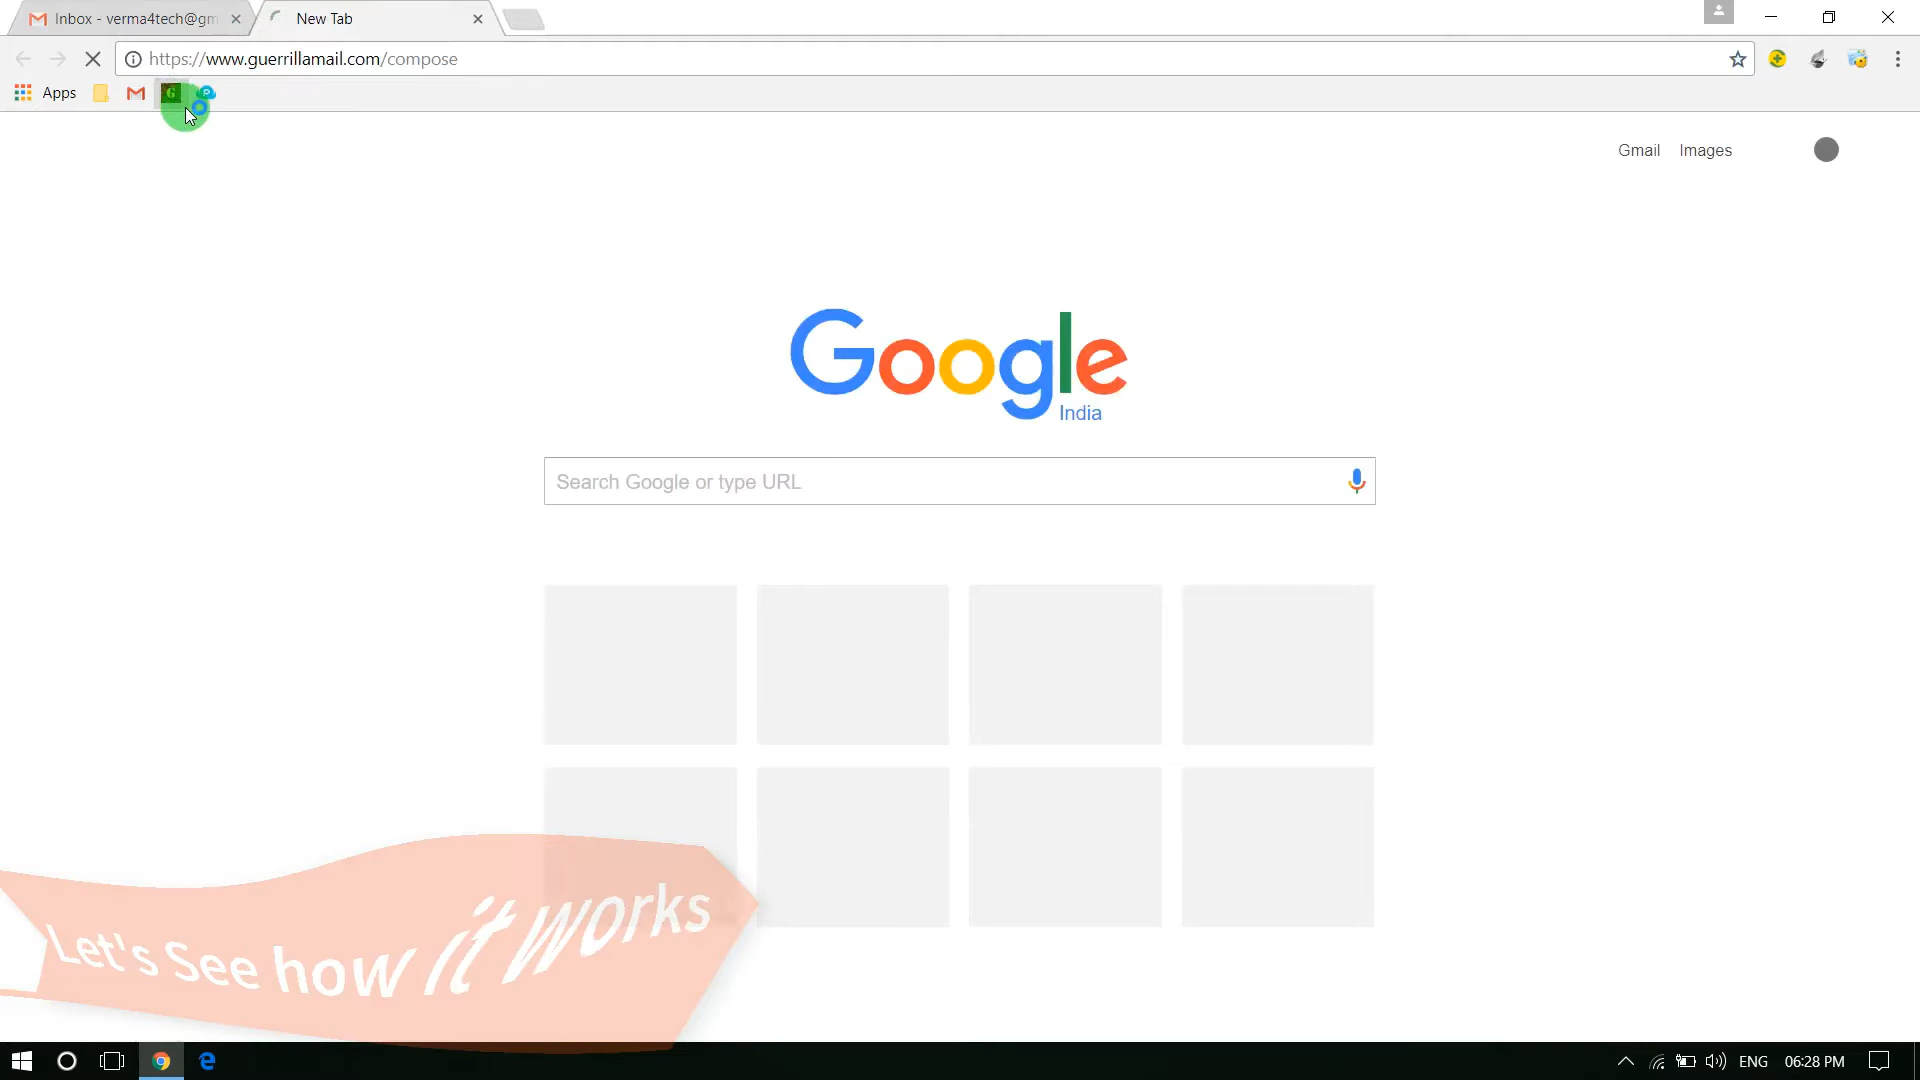 Inbox - verma4tech@gm
New Tab
https://www.guerrillamail.com/compose
Apps
G
P
Gmail Images
Google
India
Search Google or type URL
Let's See how it works
ENG 06:28 PM